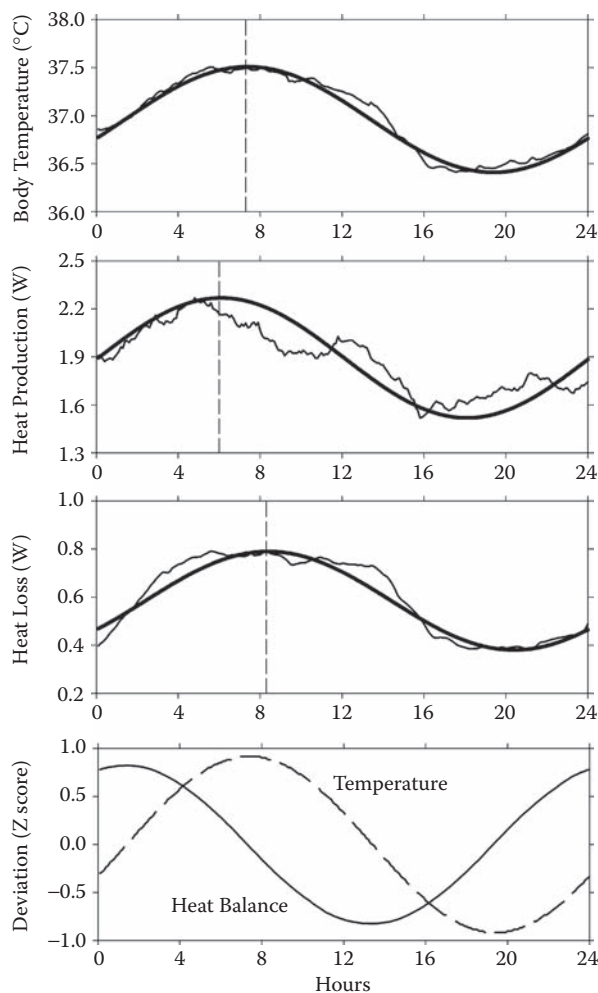 Body Temperature (°C)
38.0
37.5
37.0
36.5
36.0
0 4 8 12 16 20 24
Heat Production (W)
2.5
2.2
1.9
1.6
1.3
0 4 8 12 16 20 24
Heat Loss (W)
1.0
0.8
0.6
0.4
0.2
0 4 8 12 16 20 24
Deviation (Z score)
1.0
0.5
0.0
−0.5
−1.0
Temperature
Heat Balance
0 4 8 12 16 20 24
Hours